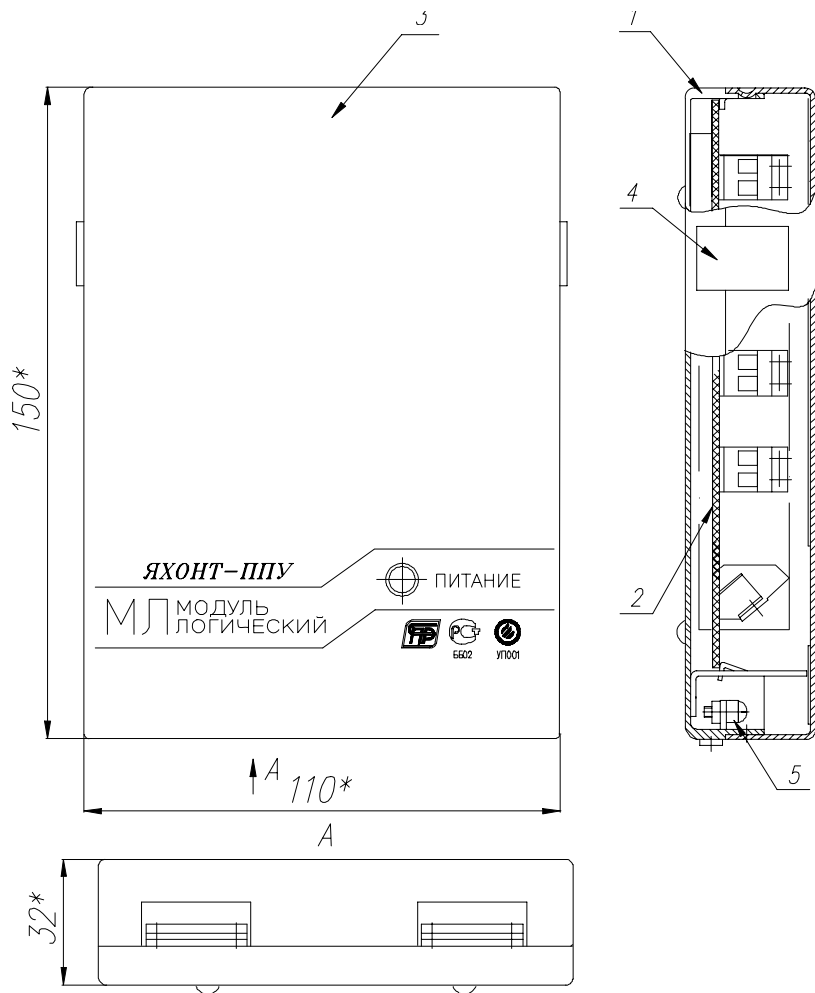 3
1
4
150*
ЯХОНТ-ППУ
ПИТАНИЕ
МЛ МОДУЛЬ
ЛОГИЧЕСКИЙ
2
ББ02
УП001
А
110*
5
А
32*